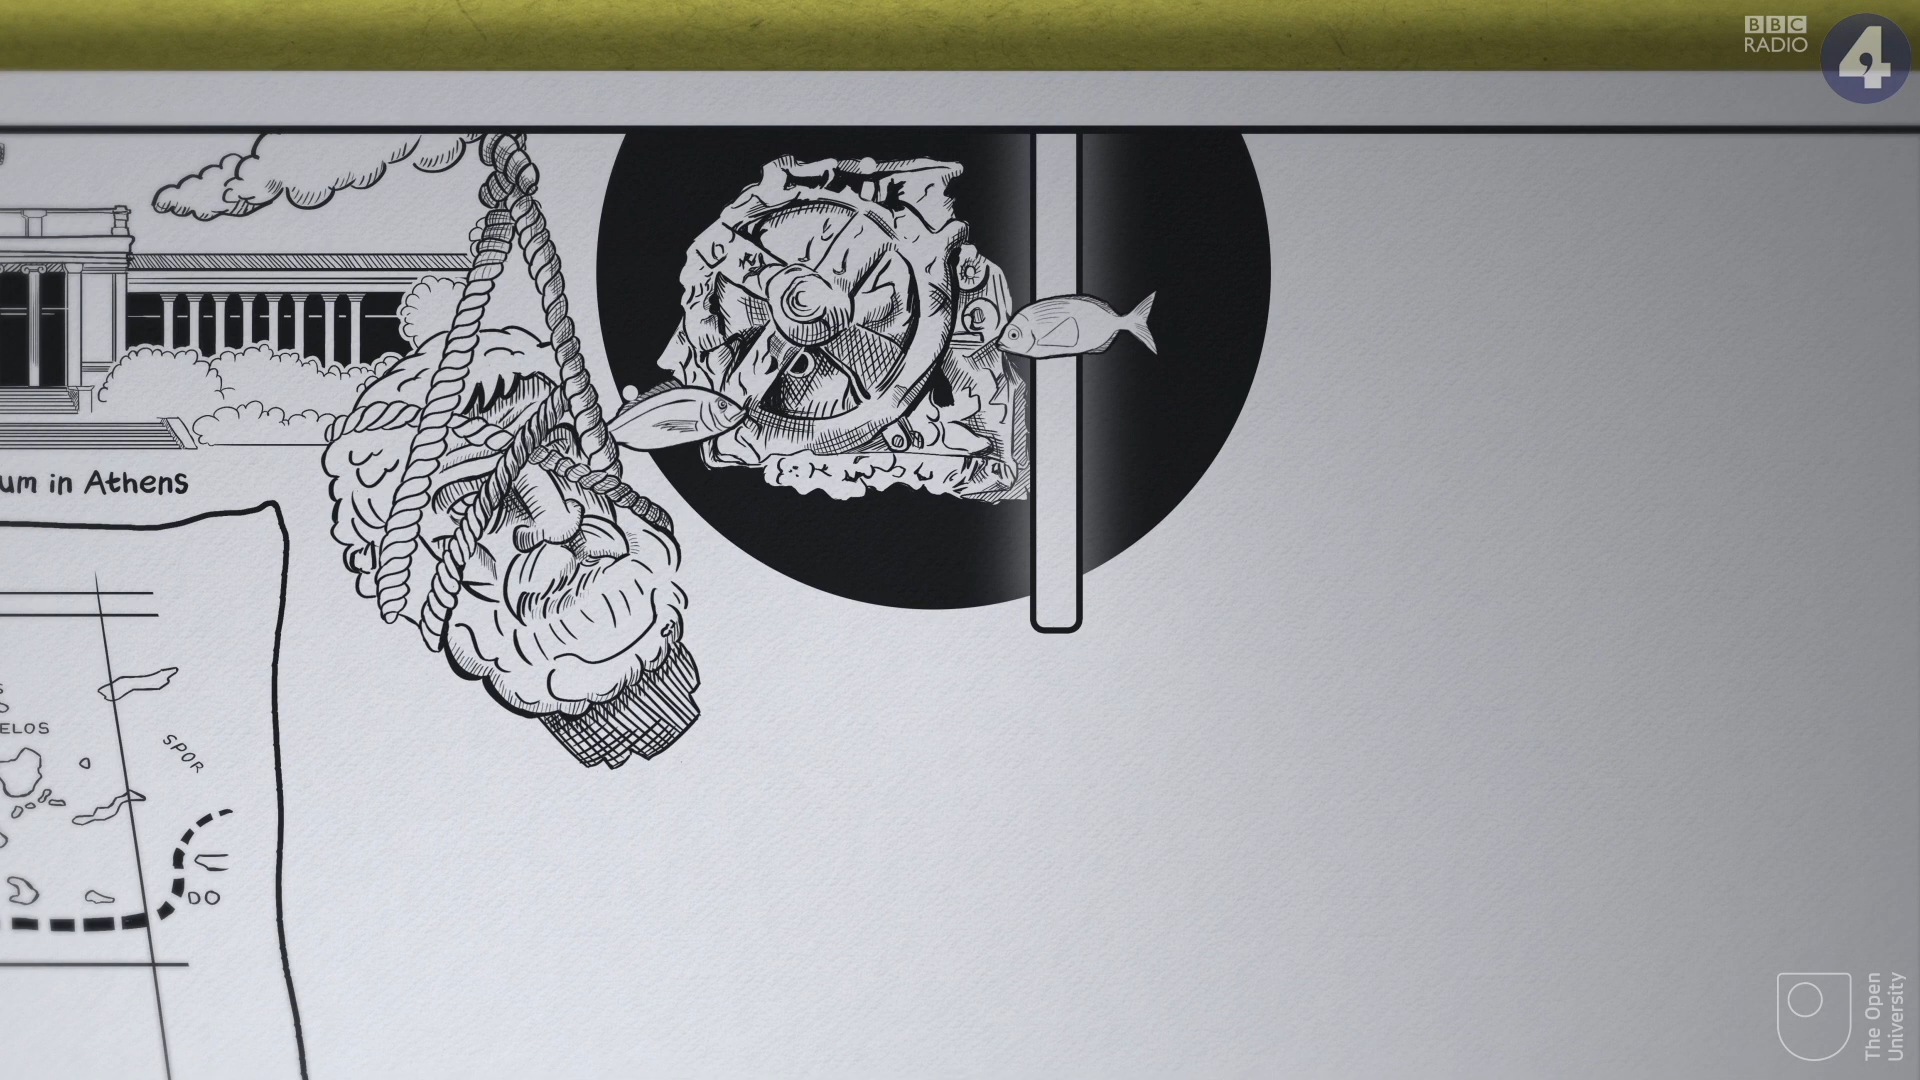 BBC
RADIO
4
um in Athens
ELOS
SPOR
DO
The Open
University